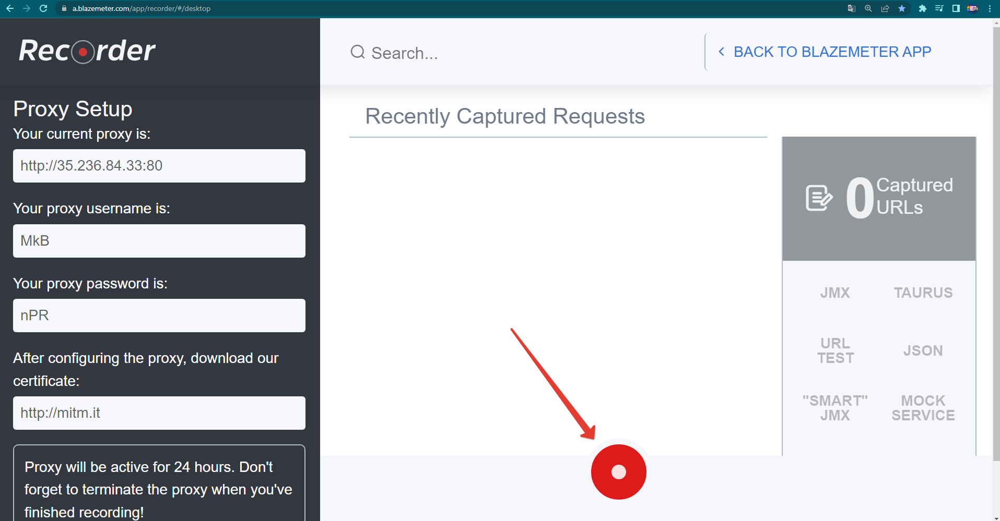 a.blazemeter.com/app/recorder/#/desktop
Recorder
Search...
BACK TO BLAZEMETER APP
Proxy Setup
Your current proxy is:
http://35.236.84.33:80
Your proxy username is:
MkB
Your proxy password is:
nPR
After configuring the proxy, download our
certificate:
http://mitm.it
Proxy will be active for 24 hours. Don't
forget to terminate the proxy when you've
finished recording!
Recently Captured Requests
0 Captured
URLs
JMX
TAURUS
URL
TEST
JSON
"SMART"
JMX
MOCK
SERVICE